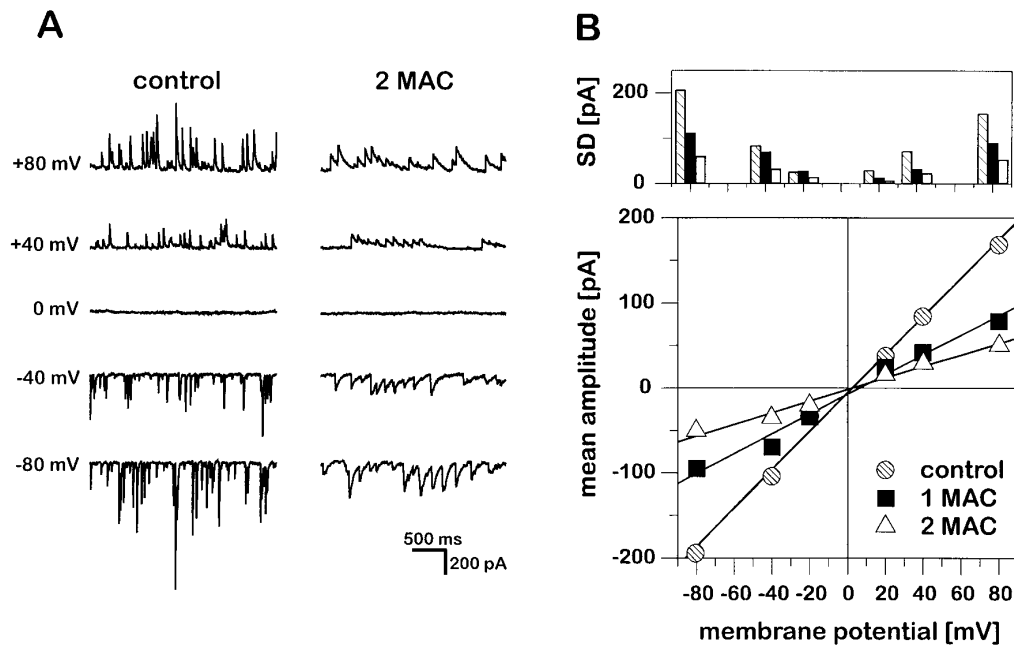 A
control
2 MAC
+80 mV
+40 mV
0 mV
-40 mV
-80 mV
500 ms
200 pA
B
SD [pA]
200
0
mean amplitude [pA]
200
100
0
-100
-200
control
1 MAC
2 MAC
-80 -60 -40 -20 0 20 40 60 80
membrane potential [mV]